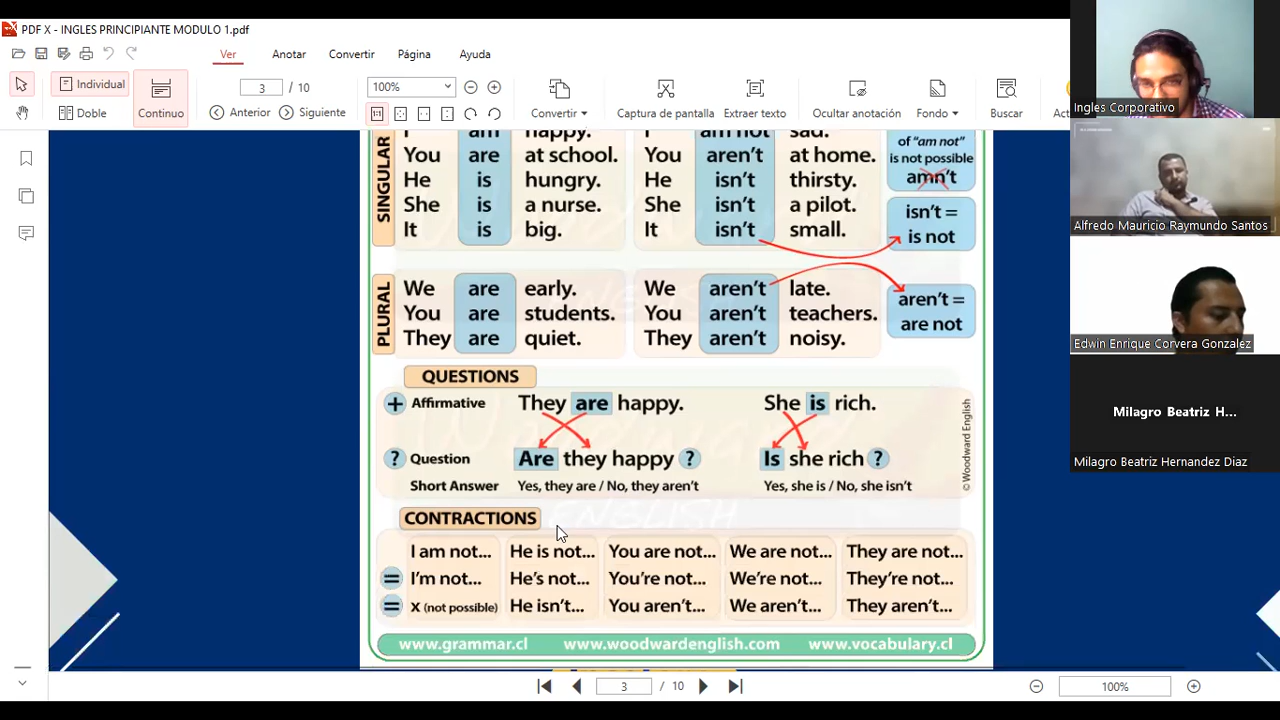 PDF X - INGLES PRINCIPIANTE MODULO 1.pdf
Ver Anotar Convertir Página Ayuda
Individual
Doble
Continuo
3 / 10
Anterior Siguiente
100%
Convertir
Captura de pantalla
Extraer texto
Ocultar anotación
Fondo
Buscar
Ingles Corporativo
Alfredo Mauricio Raymundo Santos
Edwin Enrique Corvera Gonzalez
Milagro Beatriz H...
Milagro Beatriz Hernandez Diaz
SINGULAR
I am happy. I am not sad.
You are at school. You aren't at home.
He is hungry. He isn't thirsty.
She is a nurse. She isn't a pilot.
It is big. It isn't small.
of "am not"
is not possible
amn't
isn't =
is not
PLURAL
We are early. We aren't late.
You are students. You aren't teachers.
They are quiet. They aren't noisy.
aren't =
are not
QUESTIONS
+ Affirmative They are happy. She is rich.
? Question Are they happy ? Is she rich ?
Short Answer Yes, they are / No, they aren't Yes, she is / No, she isn't
© Woodward English
CONTRACTIONS
ENGLISH
I am not... He is not... You are not... We are not... They are not...
= I'm not... He's not... You're not... We're not... They're not...
= x (not possible) He isn't... You aren't... We aren't... They aren't...
www.grammar.cl www.woodwardenglish.com www.vocabulary.cl
3 / 10
100%